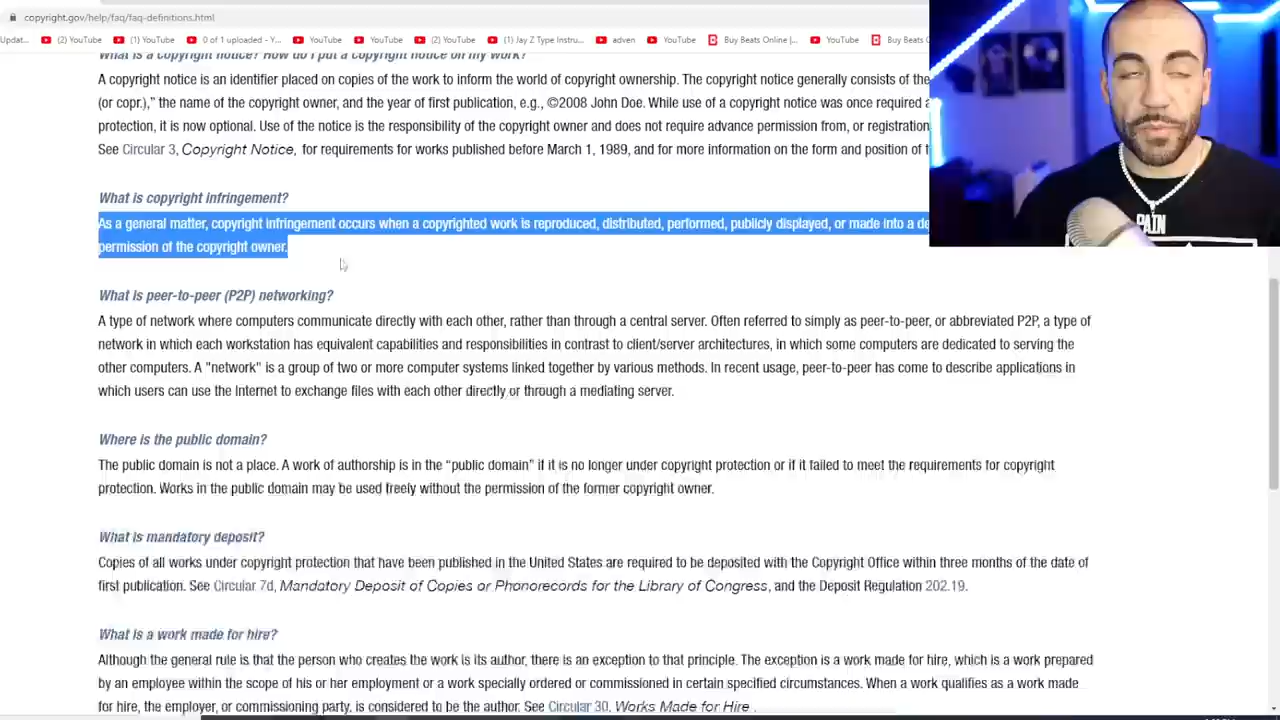 copyright.gov/help/faq/faq-definitions.html
Updat... (2) YouTube (1) YouTube 0 of 1 uploaded - Y... YouTube YouTube (2) YouTube (1) Jay Z Type Instru... adven YouTube Buy Beats Online |... YouTube Buy Beats O
What is a copyright notice? How do I put a copyright notice on my work?
A copyright notice is an identifier placed on copies of the work to inform the world of copyright ownership. The copyright notice generally consists of the
(or copr.),” the name of the copyright owner, and the year of first publication, e.g., ©2008 John Doe. While use of a copyright notice was once required a
protection, it is now optional. Use of the notice is the responsibility of the copyright owner and does not require advance permission from, or registration
See Circular 3, Copyright Notice, for requirements for works published before March 1, 1989, and for more information on the form and position of t
What is copyright infringement?
As a general matter, copyright infringement occurs when a copyrighted work is reproduced, distributed, performed, publicly displayed, or made into a de
permission of the copyright owner.
PAIN
What is peer-to-peer (P2P) networking?
A type of network where computers communicate directly with each other, rather than through a central server. Often referred to simply as peer-to-peer, or abbreviated P2P, a type of
network in which each workstation has equivalent capabilities and responsibilities in contrast to client/server architectures, in which some computers are dedicated to serving the
other computers. A "network" is a group of two or more computer systems linked together by various methods. In recent usage, peer-to-peer has come to describe applications in
which users can use the Internet to exchange files with each other directly or through a mediating server.
Where is the public domain?
The public domain is not a place. A work of authorship is in the “public domain” if it is no longer under copyright protection or if it failed to meet the requirements for copyright
protection. Works in the public domain may be used freely without the permission of the former copyright owner.
What is mandatory deposit?
Copies of all works under copyright protection that have been published in the United States are required to be deposited with the Copyright Office within three months of the date of
first publication. See Circular 7d, Mandatory Deposit of Copies or Phonorecords for the Library of Congress, and the Deposit Regulation 202.19.
What is a work made for hire?
Although the general rule is that the person who creates the work is its author, there is an exception to that principle. The exception is a work made for hire, which is a work prepared
by an employee within the scope of his or her employment or a work specially ordered or commissioned in certain specified circumstances. When a work qualifies as a work made
for hire, the employer, or commissioning party, is considered to be the author. See Circular 30, Works Made for Hire.